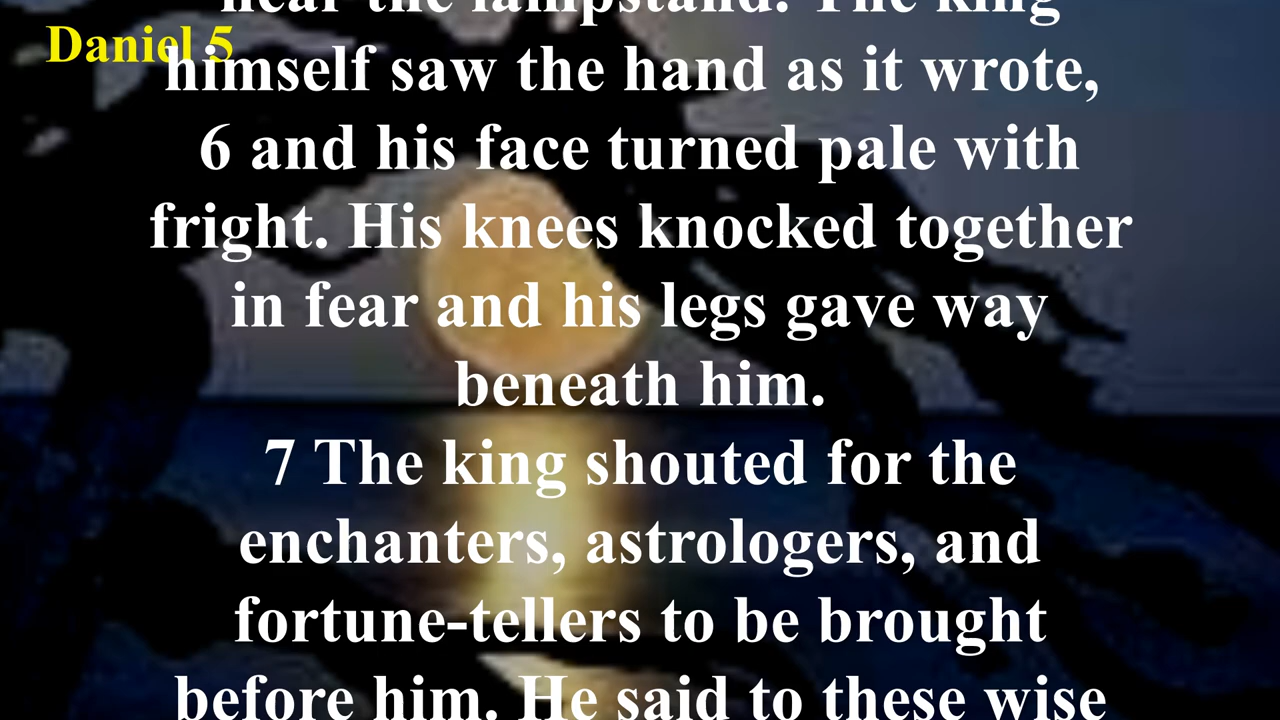 near the lampstand. The king
Daniel 5
himself saw the hand as it wrote,
6 and his face turned pale with
fright. His knees knocked together
in fear and his legs gave way
beneath him.
7 The king shouted for the
enchanters, astrologers, and
fortune-tellers to be brought
before him. He said to these wise